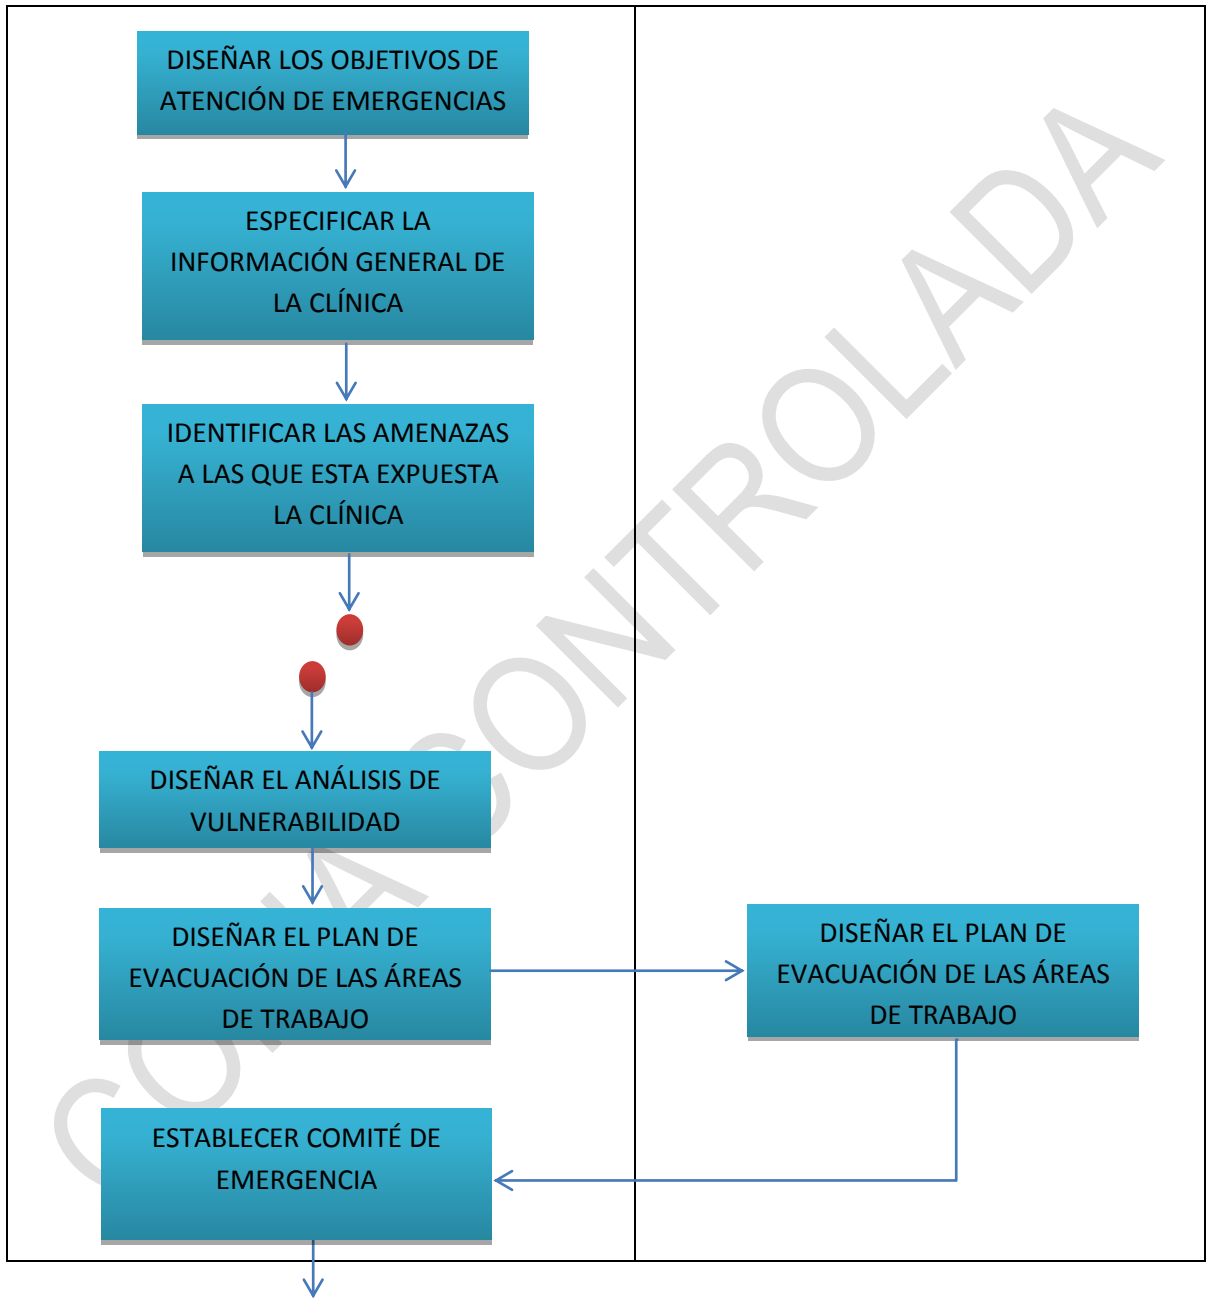 DISEÑAR LOS OBJETIVOS DE
ATENCIÓN DE EMERGENCIAS
ESPECIFICAR LA
INFORMACIÓN GENERAL DE
LA CLÍNICA
IDENTIFICAR LAS AMENAZAS
A LAS QUE ESTA EXPUESTA
LA CLÍNICA
DISEÑAR EL ANÁLISIS DE
VULNERABILIDAD
DISEÑAR EL PLAN DE
EVACUACIÓN DE LAS ÁREAS
DE TRABAJO
DISEÑAR EL PLAN DE
EVACUACIÓN DE LAS ÁREAS
DE TRABAJO
ESTABLECER COMITÉ DE
EMERGENCIA
COPIA CONTROLADA